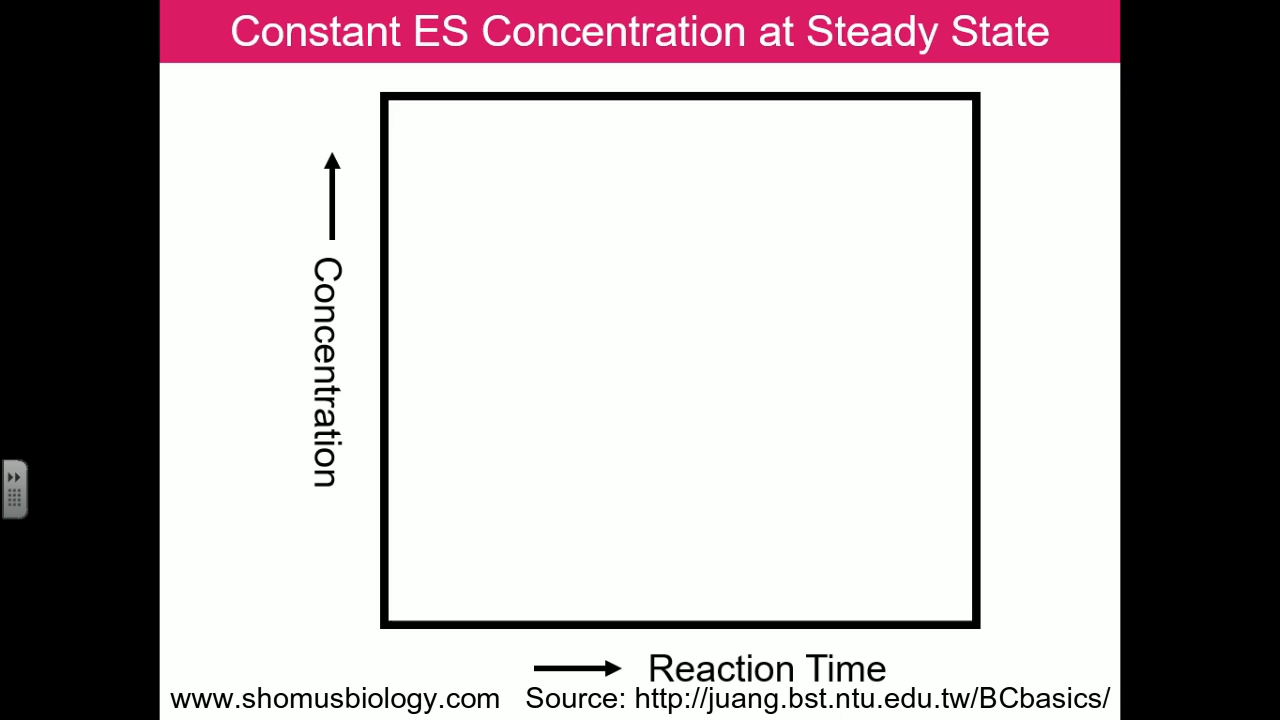 Constant ES Concentration at Steady State
Concentration
Reaction Time
www.shomusbiology.com Source: http://juang.bst.ntu.edu.tw/BCbasics/